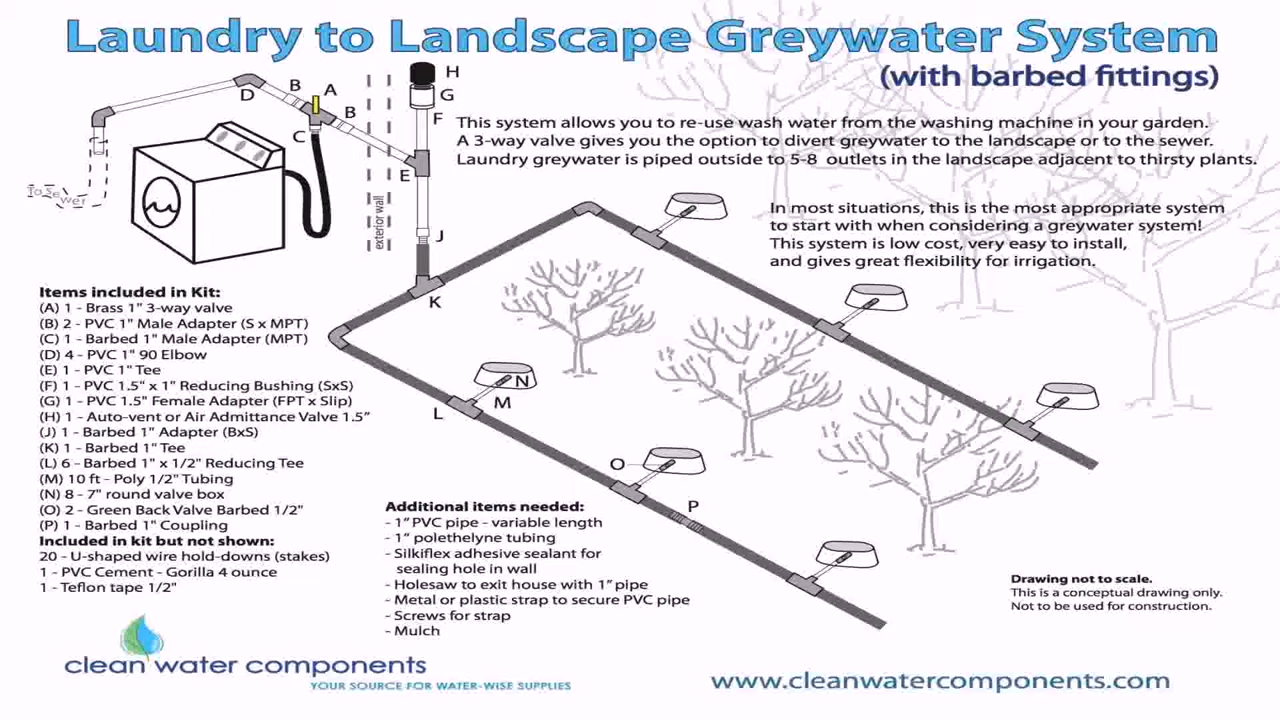 Laundry to Landscape Greywater System
(with barbed fittings)
This system allows you to re-use wash water from the washing machine in your garden.
A 3-way valve gives you the option to divert greywater to the landscape or to the sewer.
Laundry greywater is piped outside to 5-8 outlets in the landscape adjacent to thirsty plants.
In most situations, this is the most appropriate system
to start with when considering a greywater system!
This system is low cost, very easy to install,
and gives great flexibility for irrigation.
H
G
F
D
B
A
B
C
E
To Sewer
exterior wall
J
K
L
M
N
O
P
Items included in Kit:
(A) 1 - Brass 1" 3-way valve
(B) 2 - PVC 1" Male Adapter (S x MPT)
(C) 1 - Barbed 1" Male Adapter (MPT)
(D) 4 - PVC 1" 90 Elbow
(E) 1 - PVC 1" Tee
(F) 1 - PVC 1.5" x 1" Reducing Bushing (SxS)
(G) 1 - PVC 1.5" Female Adapter (FPT x Slip)
(H) 1 - Auto-vent or Air Admittance Valve 1.5"
(J) 1 - Barbed 1" Adapter (BxS)
(K) 1 - Barbed 1" Tee
(L) 6 - Barbed 1" x 1/2" Reducing Tee
(M) 10 ft - Poly 1/2" Tubing
(N) 8 - 7" round valve box
(O) 2 - Green Back Valve Barbed 1/2"
(P) 1 - Barbed 1" Coupling
Included in kit but not shown:
20 - U-shaped wire hold-downs (stakes)
1 - PVC Cement - Gorilla 4 ounce
1 - Teflon tape 1/2"
Additional items needed:
- 1" PVC pipe - variable length
- 1" polethelyne tubing
- Silkiflex adhesive sealant for
sealing hole in wall
- Holesaw to exit house with 1" pipe
- Metal or plastic strap to secure PVC pipe
- Screws for strap
- Mulch
Drawing not to scale.
This is a conceptual drawing only.
Not to be used for construction.
clean water components
YOUR SOURCE FOR WATER-WISE SUPPLIES
www.cleanwatercomponents.com